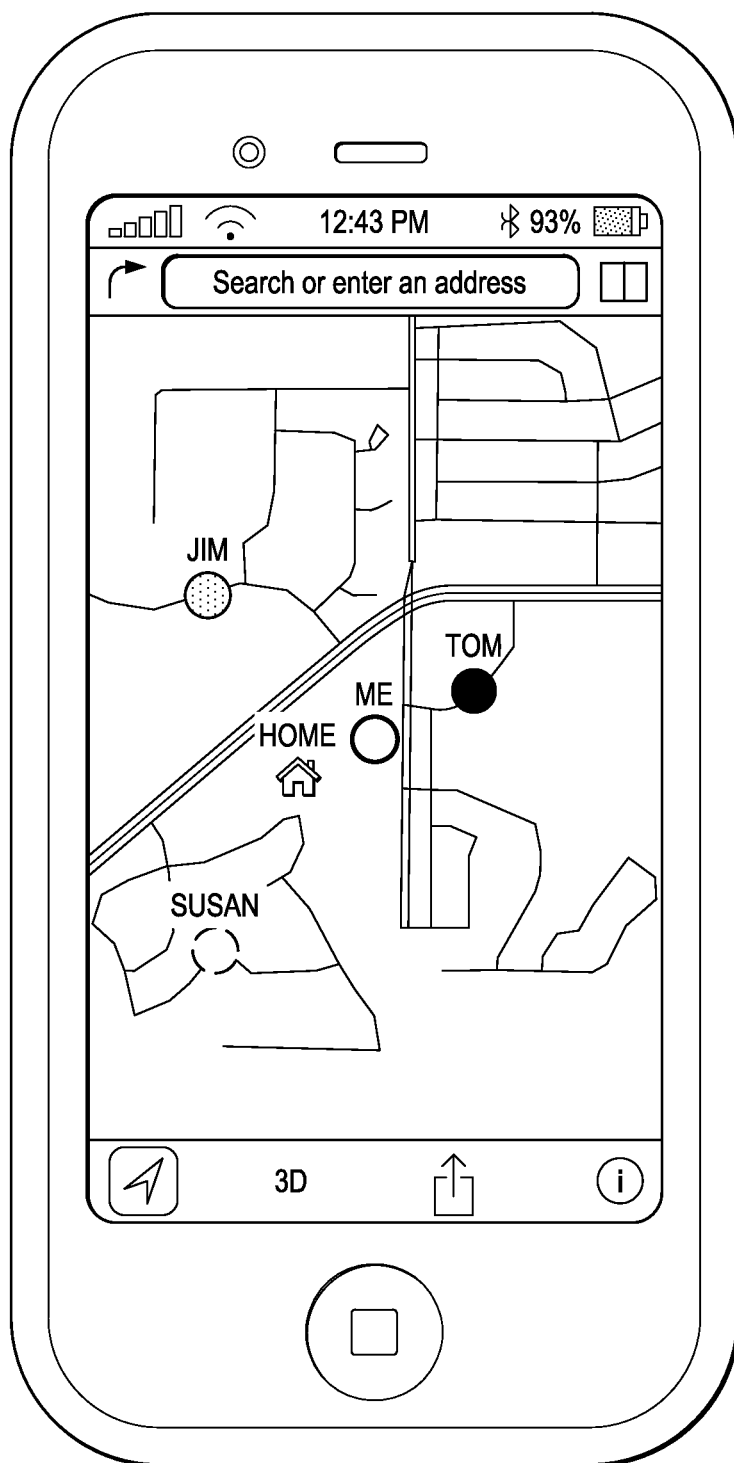 12:43 PM 93%
Search or enter an address
JIM
TOM
ME
HOME
SUSAN
3D
i